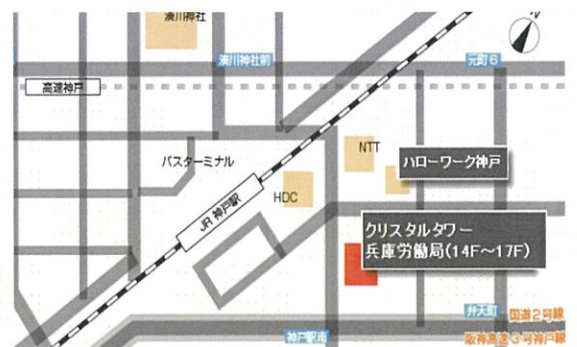 湊川神社
N
湊川神社前
元町6
高速神戸
NTT
バスターミナル
ハローワーク神戸
HDC
JR 神戸駅
クリスタルタワー
兵庫労働局(14F～17F)
弁天町
国道2号線
神戸駅南
阪神高速3号神戸線